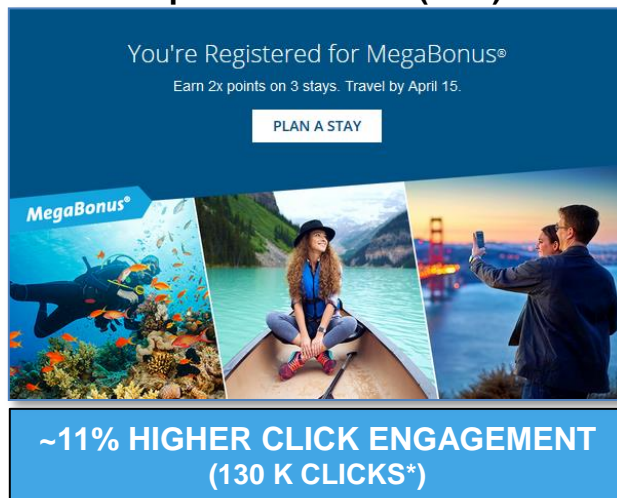 You're Registered for MegaBonus®
Earn 2x points on 3 stays. Travel by April 15.
PLAN A STAY
MegaBonus®
~11% HIGHER CLICK ENGAGEMENT
(130 K CLICKS*)